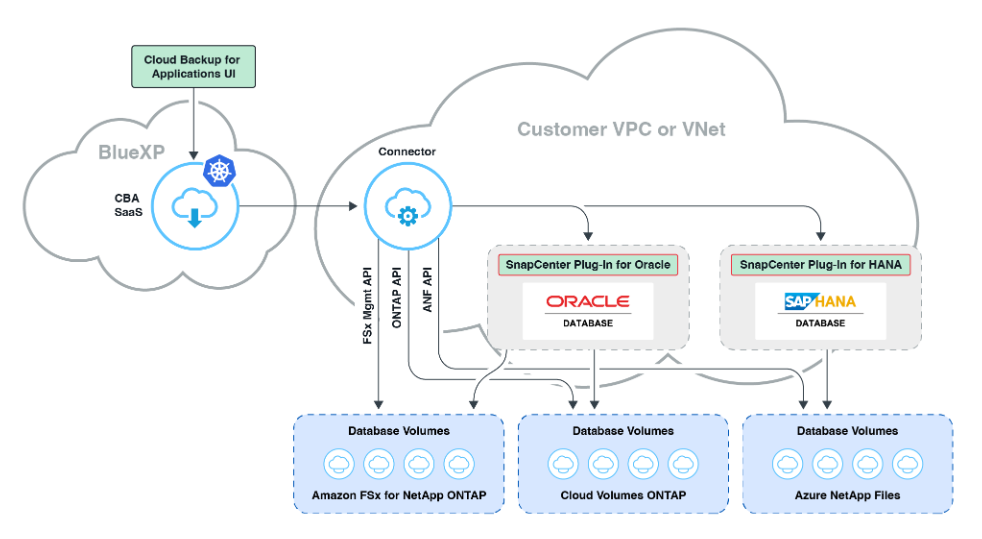 Cloud Backup for
Applications UI
BlueXP
CBA
SaaS
Customer VPC or VNet
Connector
FSx Mgmt API
ONTAP API
ANF API
SnapCenter Plug-In for Oracle
ORACLE
DATABASE
SnapCenter Plug-In for HANA
SAP HANA
DATABASE
Database Volumes
Amazon FSx for NetApp ONTAP
Database Volumes
Cloud Volumes ONTAP
Database Volumes
Azure NetApp Files